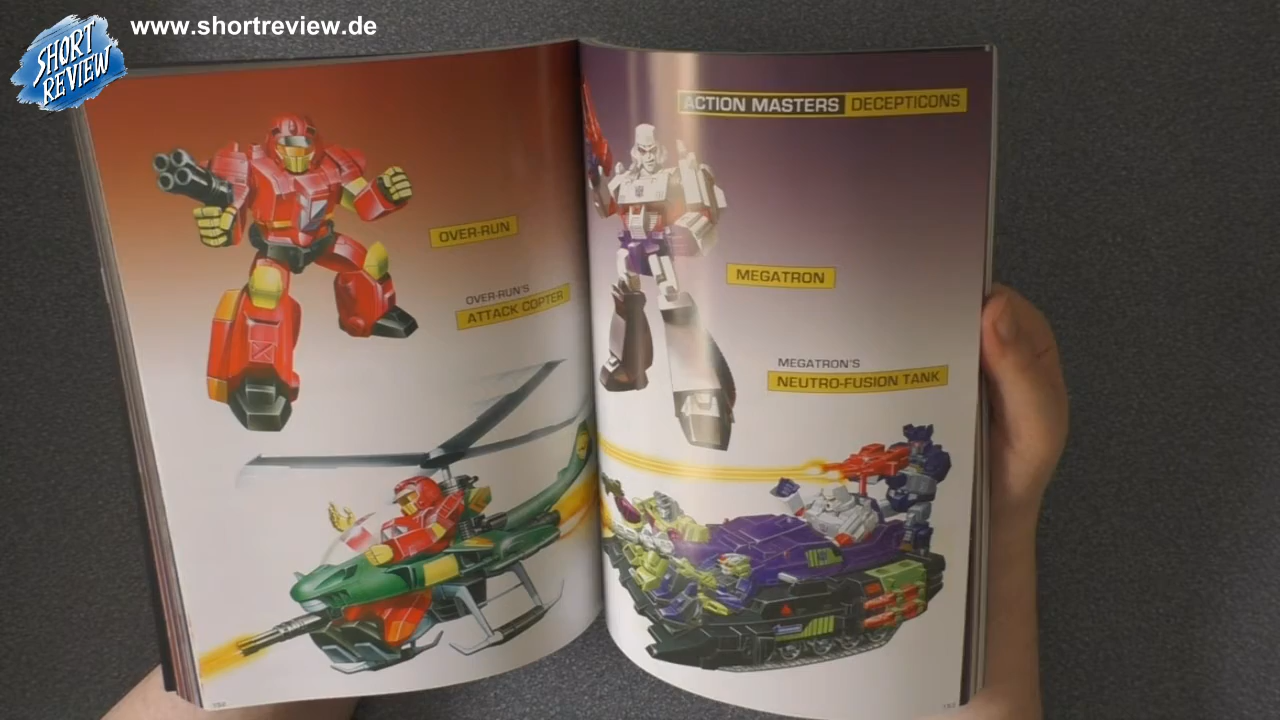 SHORT
REVIEW
www.shortreview.de
OVER-RUN
OVER-RUN'S
ATTACK COPTER
ACTION MASTERS DECEPTICONS
MEGATRON
MEGATRON'S
NEUTRO-FUSION TANK